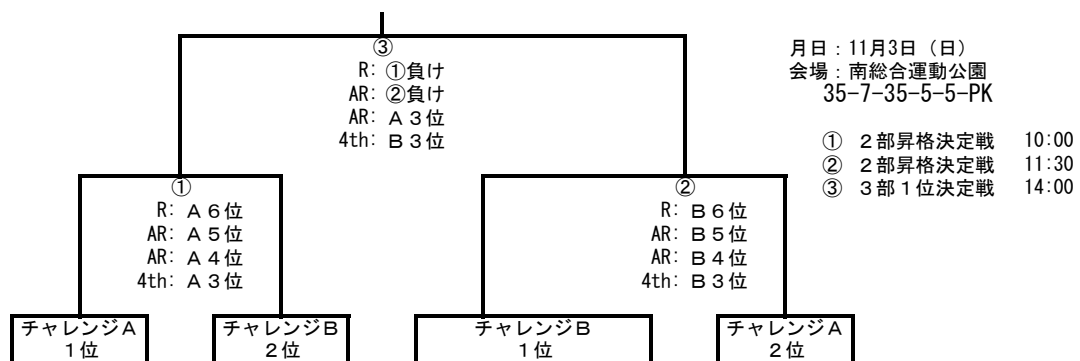 ③
R: ①負け
AR: ②負け
AR: Ａ３位
4th: Ｂ３位
月日：11月3日（日）
会場：南総合運動公園
35-7-35-5-5-PK
① ２部昇格決定戦 10:00
② ２部昇格決定戦 11:30
③ ３部１位決定戦 14:00
①
R: Ａ６位
AR: Ａ５位
AR: Ａ４位
4th: Ａ３位
②
R: Ｂ６位
AR: Ｂ５位
AR: Ｂ４位
4th: Ｂ３位
チャレンジＡ
１位
チャレンジＢ
２位
チャレンジＢ
１位
チャレンジＡ
２位